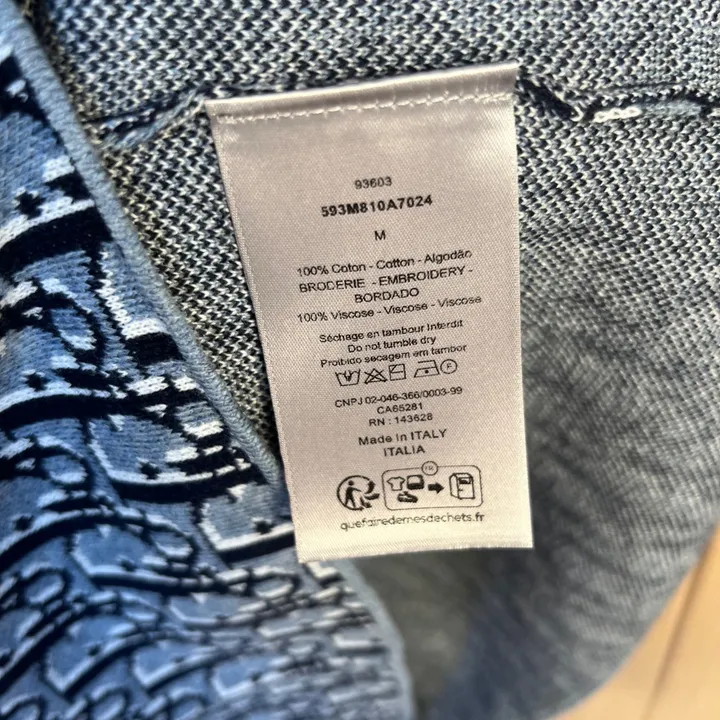 93603
593M810A7024
M
100% Coton - Cotton - Algodão
BRODERIE - EMBROIDERY -
BORDADO
100% Viscose - Viscose - Viscose
Séchage en tambour Interdit
Do not tumble dry
Proibido secagem em tambor
F
CNPJ 02-046-366/0003-99
CA65281
RN : 143628
Made in ITALY
ITALIA
FR
quefairedemesdechets.fr